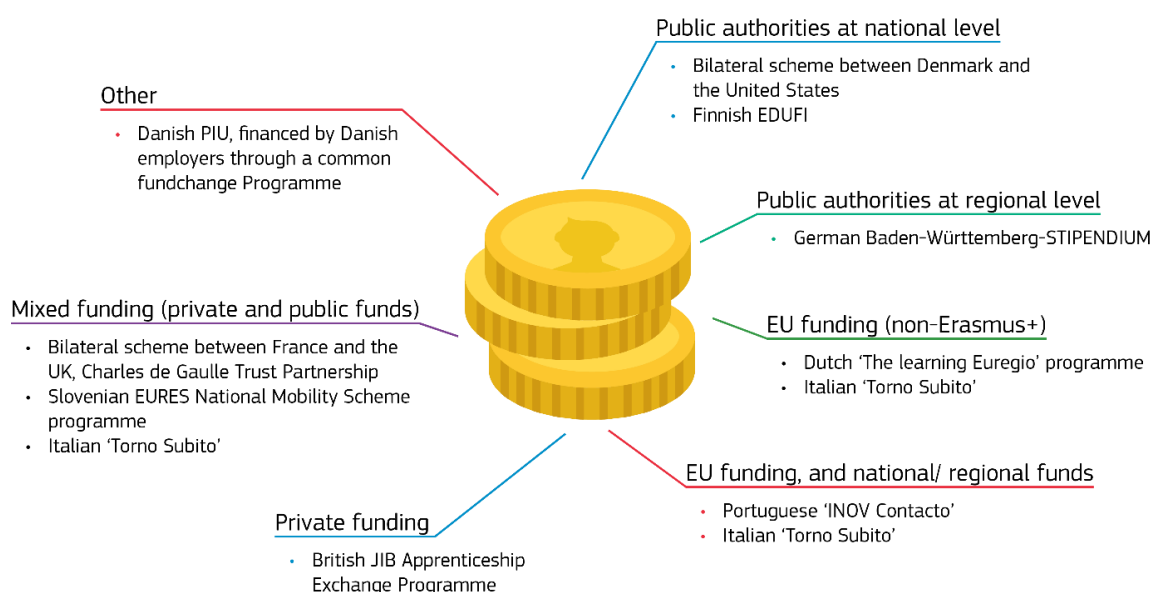 Public authorities at national level
• Bilateral scheme between Denmark and
the United States
• Finnish EDUFI
Other
• Danish PIU, financed by Danish
employers through a common
fundchange Programme
Public authorities at regional level
• German Baden-Württemberg-STIPENDIUM
Mixed funding (private and public funds)
• Bilateral scheme between France and the
UK, Charles de Gaulle Trust Partnership
• Slovenian EURES National Mobility Scheme
programme
• Italian ‘Torno Subito’
EU funding (non-Erasmus+)
• Dutch ‘The learning Euregio’ programme
• Italian ‘Torno Subito’
EU funding, and national/ regional funds
• Portuguese ‘INOV Contacto’
• Italian ‘Torno Subito’
Private funding
• British JIB Apprenticeship
Exchange Programme